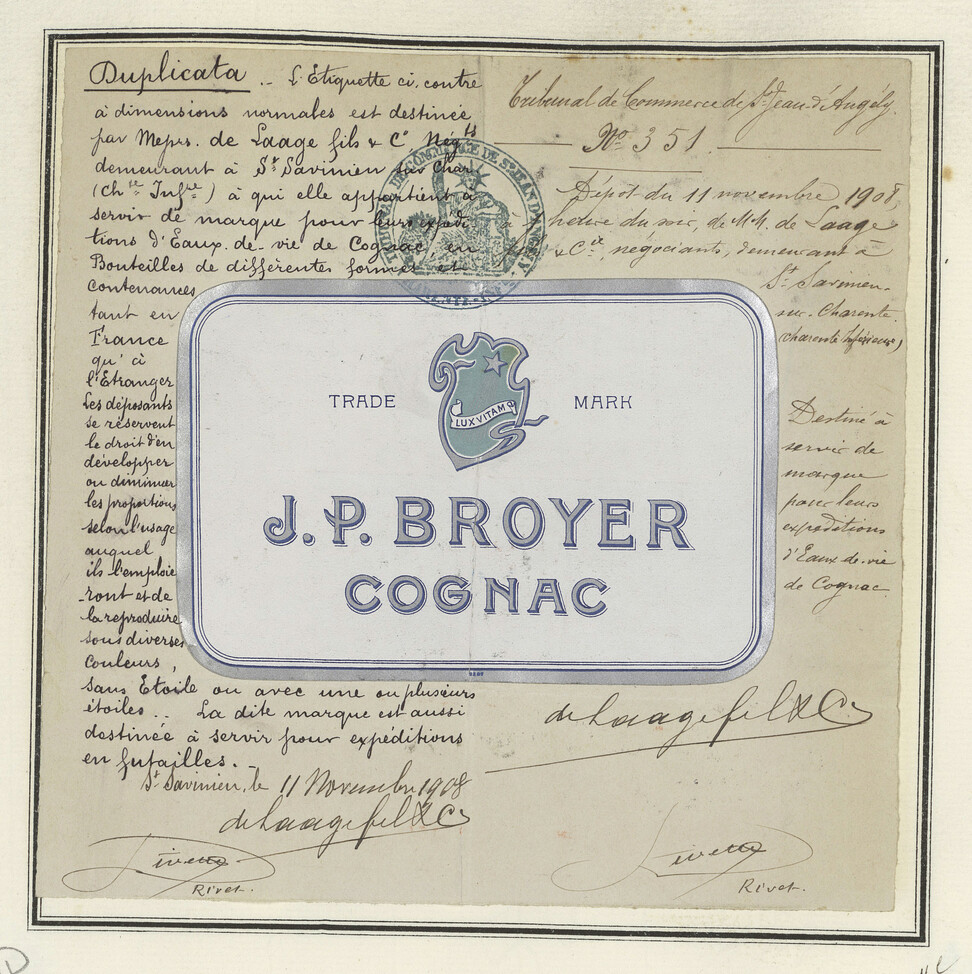 Duplicata .. L'Etiquette ci, contre
à dimensions normales est destinée
par Messrs. de Laage fils & Co Négts
demeurant à St Savinien sur Char
(Chte Infre) à qui elle appartient à
servir de marque pour leurs expédi
tions d'Eaux-de-vie de Cognac, en
Bouteilles de différentes formes et
contenances
tant en
France
qu'à
l'Etranger
Les déposants
se réservent
le droit d'en
développer
ou diminuer
les proportions
selon l'usage
auquel
ils l'emploie
-ront et de
la reproduire
sous diverses
couleurs,
sans Etoile ou avec une ou plusieurs
étoiles .. La dite marque est aussi
destinée à servir pour expéditions
en futailles. -
St Savinien, le 11 Novembre 1908
de Laage fils & Co
Rivet.
Tribunal de Commerce de St Jean d'Angély.
No 351.
Dépôt du 11 novembre 1908,
heure du soir, de M.M. de Laage
& Cie, négociants, demeurant à
St Savinien-
sur-Charente.
(Charente Inférieure)
Destiné à
servir de
marque
pour leurs
expéditions
d'Eaux-de-vie
de Cognac.
de Laage fils & Co
Rivet.
TRADE MARK
LUX VITAM
J.P. BROYER
COGNAC